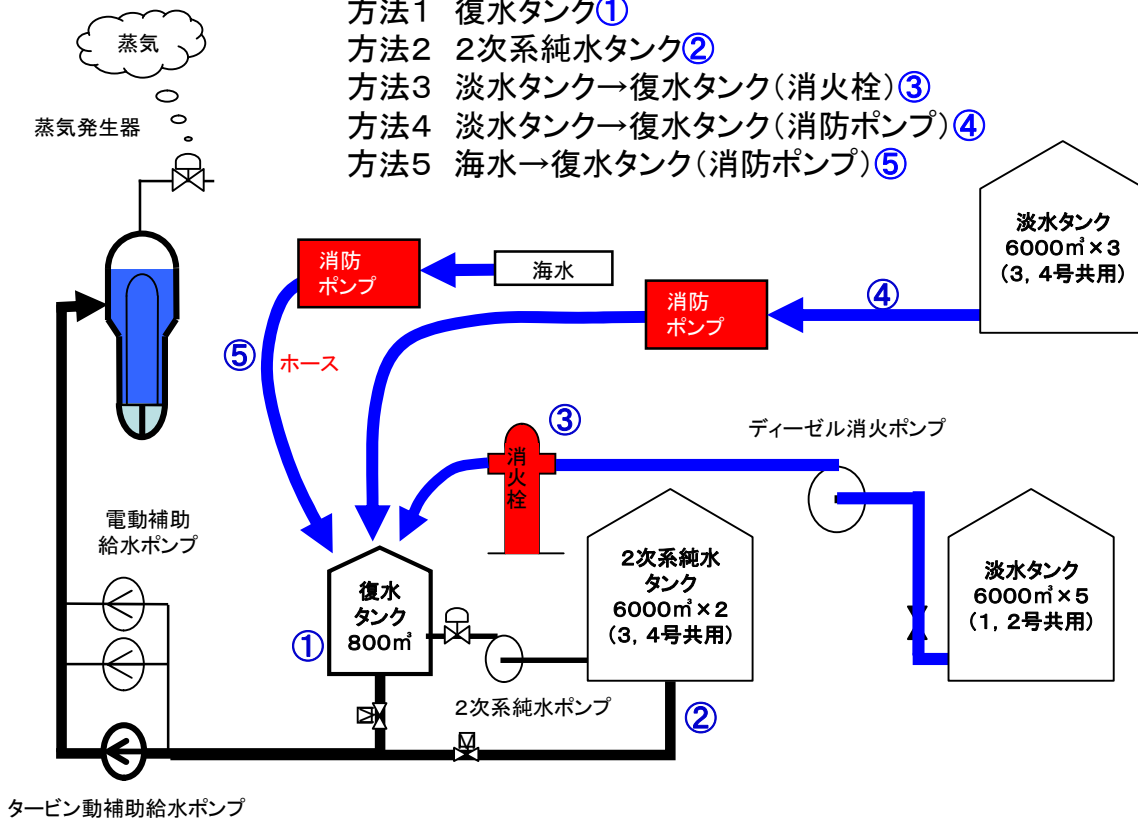 方法1 復水タンク①
方法2 2次系純水タンク②
方法3 淡水タンク→復水タンク(消火栓)③
方法4 淡水タンク→復水タンク(消防ポンプ)④
方法5 海水→復水タンク(消防ポンプ)⑤
蒸気
蒸気発生器
淡水タンク
6000㎥×3
(3,4号共用)
消防
ポンプ
海水
消防
ポンプ
④
⑤
ホース
③
消火栓
ディーゼル消火ポンプ
電動補助
給水ポンプ
復水
タンク
800㎥
①
2次系純水
タンク
6000㎥×2
(3,4号共用)
淡水タンク
6000㎥×5
(1,2号共用)
2次系純水ポンプ
②
タービン動補助給水ポンプ